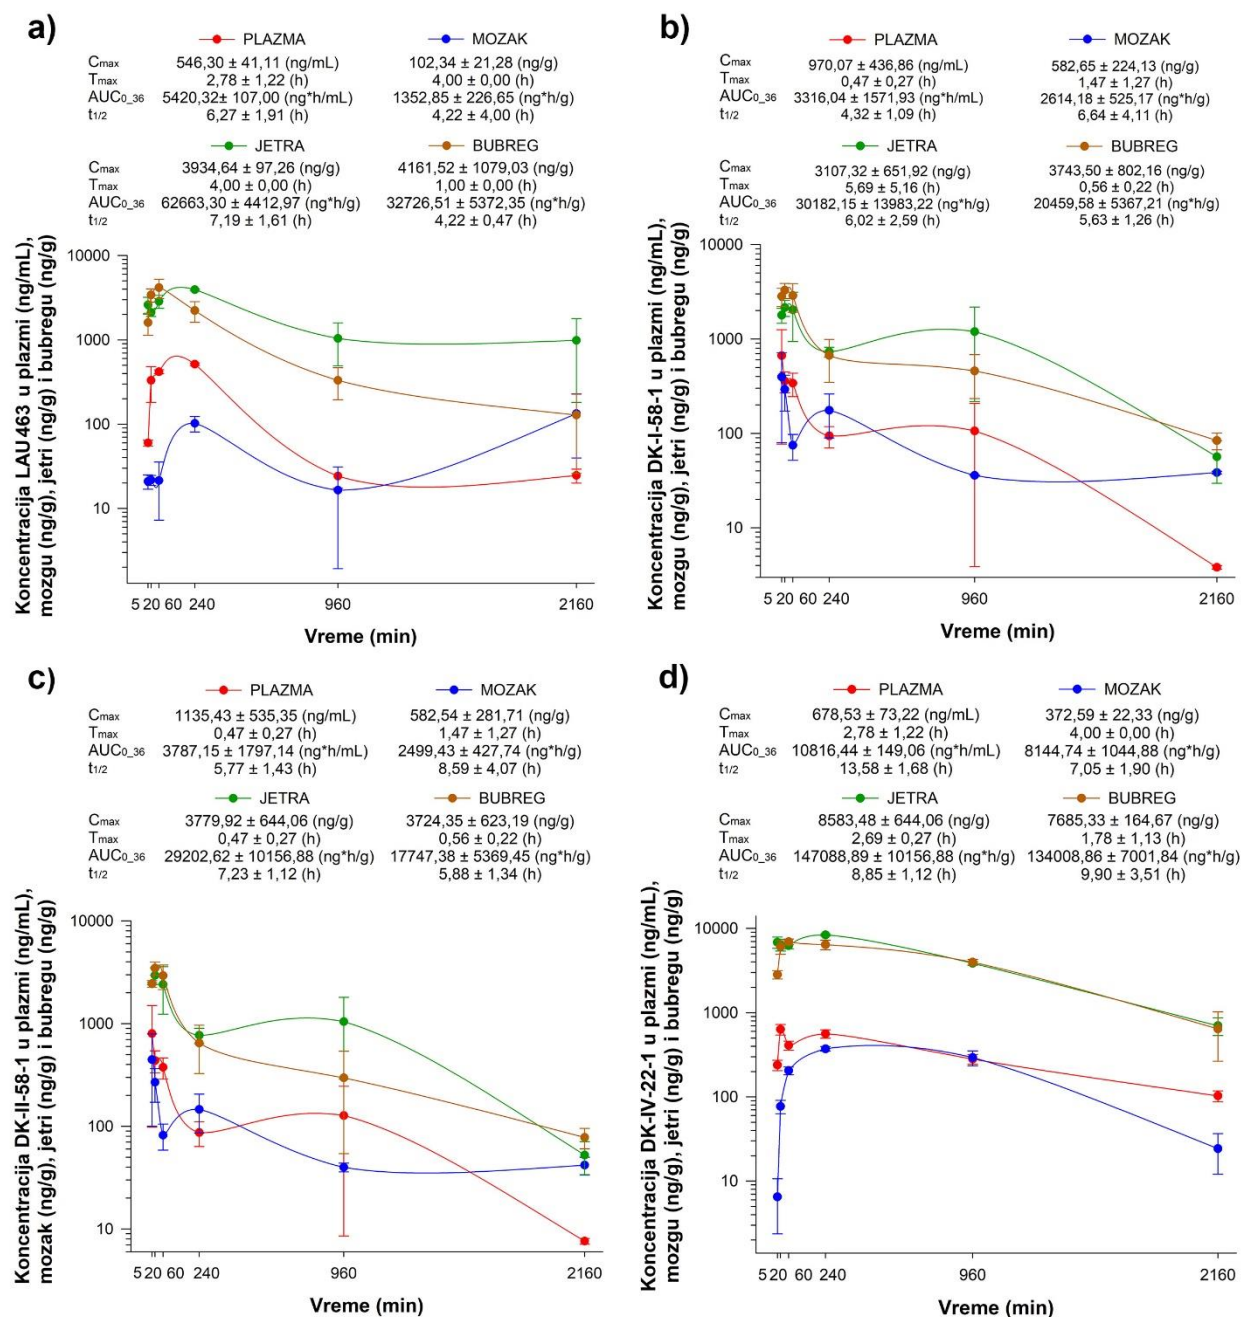 a)
PLAZMA MOZAK
Cmax 546,30 ± 41,11 (ng/mL) 102,34 ± 21,28 (ng/g)
Tmax 2,78 ± 1,22 (h) 4,00 ± 0,00 (h)
AUC0_36 5420,32± 107,00 (ng*h/mL) 1352,85 ± 226,65 (ng*h/g)
t1/2 6,27 ± 1,91 (h) 4,22 ± 4,00 (h)
JETRA BUBREG
Cmax 3934,64 ± 97,26 (ng/g) 4161,52 ± 1079,03 (ng/g)
Tmax 4,00 ± 0,00 (h) 1,00 ± 0,00 (h)
AUC0_36 62663,30 ± 4412,97 (ng*h/g) 32726,51 ± 5372,35 (ng*h/g)
t1/2 7,19 ± 1,61 (h) 4,22 ± 0,47 (h)
Koncentracija LAU463 u plazmi (ng/mL),
mozgu (ng/g), jetri (ng/g) i bubregu (ng/g)
10000
1000
100
10
5 20 60 240 960 2160
Vreme (min)
b)
PLAZMA MOZAK
Cmax 970,07 ± 436,86 (ng/mL) 582,65 ± 224,13 (ng/g)
Tmax 0,47 ± 0,27 (h) 1,47 ± 1,27 (h)
AUC0_36 3316,04 ± 1571,93 (ng*h/mL) 2614,18 ± 525,17 (ng*h/g)
t1/2 4,32 ± 1,09 (h) 6,64 ± 4,11 (h)
JETRA BUBREG
Cmax 3107,32 ± 651,92 (ng/g) 3743,50 ± 802,16 (ng/g)
Tmax 5,69 ± 5,16 (h) 0,56 ± 0,22 (h)
AUC0_36 30182,15 ± 13983,22 (ng*h/g) 20459,58 ± 5367,21 (ng*h/g)
t1/2 6,02 ± 2,59 (h) 5,63 ± 1,26 (h)
Koncentracija DK-I-58-1 u plazmi (ng/mL),
mozgu (ng/g), jetri (ng/g) i bubregu (ng/g)
10000
1000
100
10
5 20 60 240 960 2160
Vreme (min)
c)
PLAZMA MOZAK
Cmax 1135,43 ± 535,35 (ng/mL) 582,54 ± 281,71 (ng/g)
Tmax 0,47 ± 0,27 (h) 1,47 ± 1,27 (h)
AUC0_36 3787,15 ± 1797,14 (ng*h/mL) 2499,43 ± 427,74 (ng*h/g)
t1/2 5,77 ± 1,43 (h) 8,59 ± 4,07 (h)
JETRA BUBREG
Cmax 3779,92 ± 644,06 (ng/g) 3724,35 ± 623,19 (ng/g)
Tmax 0,47 ± 0,27 (h) 0,56 ± 0,22 (h)
AUC0_36 29202,62 ± 10156,88 (ng*h/g) 17747,38 ± 5369,45 (ng*h/g)
t1/2 7,23 ± 1,12 (h) 5,88 ± 1,34 (h)
Koncentracija DK-II-58-1 u plazmi (ng/mL),
mozak (ng/g), jetri (ng/g) i bubregu (ng/g)
10000
1000
100
10
5 20 60 240 960 2160
Vreme (min)
d)
PLAZMA MOZAK
Cmax 678,53 ± 73,22 (ng/mL) 372,59 ± 22,33 (ng/g)
Tmax 2,78 ± 1,22 (h) 4,00 ± 0,00 (h)
AUC0_36 10816,44 ± 149,06 (ng*h/mL) 8144,74 ± 1044,88 (ng*h/g)
t1/2 13,58 ± 1,68 (h) 7,05 ± 1,90 (h)
JETRA BUBREG
Cmax 8583,48 ± 644,06 (ng/g) 7685,33 ± 164,67 (ng/g)
Tmax 2,69 ± 0,27 (h) 1,78 ± 1,13 (h)
AUC0_36 147088,89 ± 10156,88 (ng*h/g) 134008,86 ± 7001,84 (ng*h/g)
t1/2 8,85 ± 1,12 (h) 9,90 ± 3,51 (h)
Koncentracija DK-IV-22-1 u plazmi (ng/mL),
mozgu (ng/g), jetri (ng/g) i bubregu (ng/g)
10000
1000
100
10
5 20 60 240 960 2160
Vreme (min)